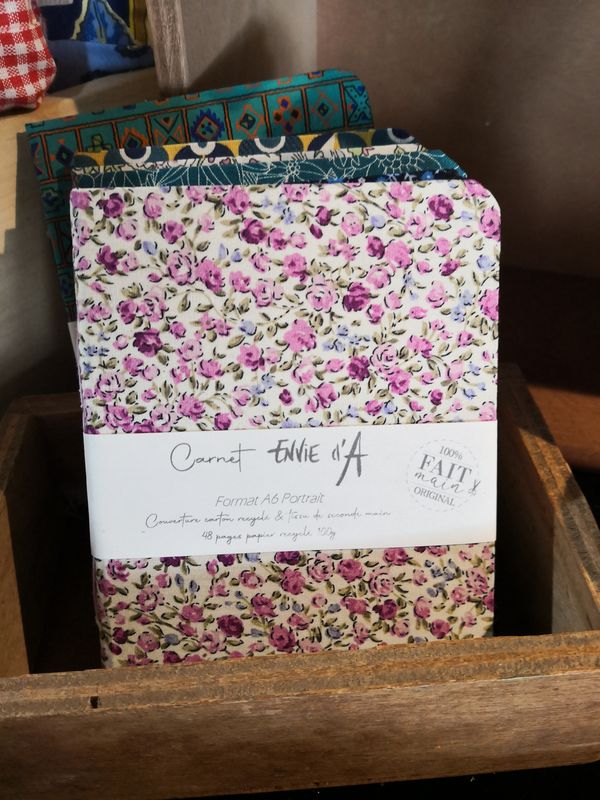 Carnet ENVIE d'A
Format A6 Portrait
Couverture carton recyclé & tissu de seconde main
48 pages papier recyclé 100g
100%
FAIT
main
ORIGINAL